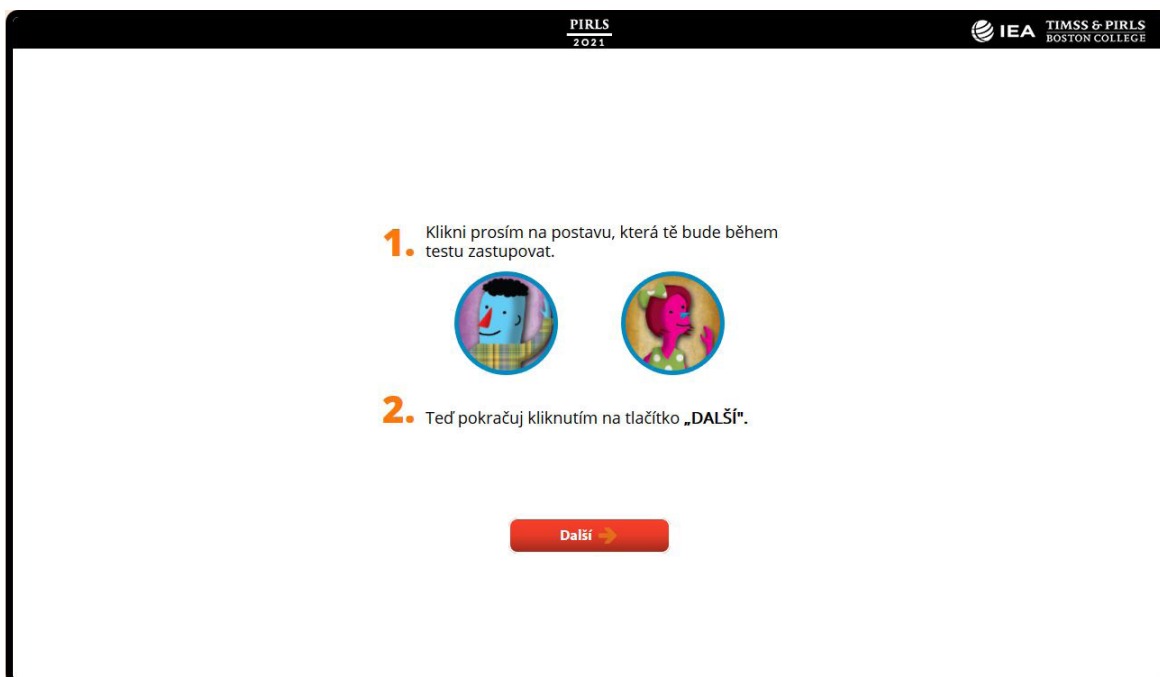 PIRLS
2021
IEA
TIMSS & PIRLS
BOSTON COLLEGE
1. Klikni prosím na postavu, která tě bude během
testu zastupovat.
2. Teď pokračuj kliknutím na tlačítko „DALŠÍ".
Další